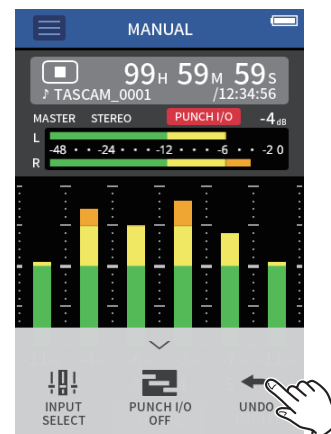 MANUAL
99H 59M 59S
♪ TASCAM_0001 /12:34:56
MASTER STEREO PUNCH I/O -4dB
L
-48 • • -24 • • • -12 • • • -6 • • -2 0
R
INPUT SELECT
PUNCH I/O OFF
UNDO